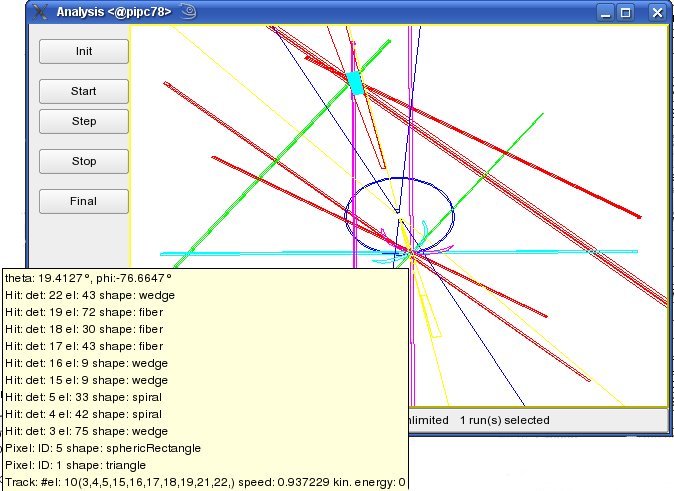 Analysis <@pipc78>
Init
Start
Step
Stop
Final
theta: 19.4127°, phi:-76.6647°
Hit: det: 22 el: 43 shape: wedge
Hit: det: 19 el: 72 shape: fiber
Hit: det: 18 el: 30 shape: fiber
Hit: det: 17 el: 43 shape: fiber
Hit: det: 16 el: 9 shape: wedge
Hit: det: 15 el: 9 shape: wedge
Hit: det: 5 el: 33 shape: spiral
Hit: det: 4 el: 42 shape: spiral
Hit: det: 3 el: 75 shape: wedge
Pixel: ID: 5 shape: sphericRectangle
Pixel: ID: 1 shape: triangle
Track: #el: 10(3,4,5,15,16,17,18,19,21,22,) speed: 0.937229 kin. energy: 0
nlimited 1 run(s) selected